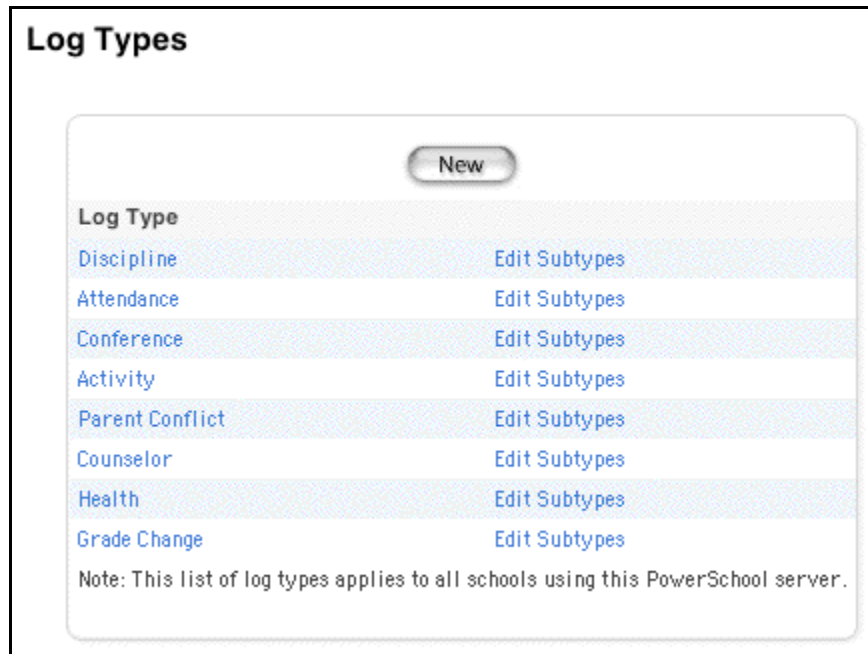 Log Types
New
Log Type
Discipline Edit Subtypes
Attendance Edit Subtypes
Conference Edit Subtypes
Activity Edit Subtypes
Parent Conflict Edit Subtypes
Counselor Edit Subtypes
Health Edit Subtypes
Grade Change Edit Subtypes
Note: This list of log types applies to all schools using this PowerSchool server.